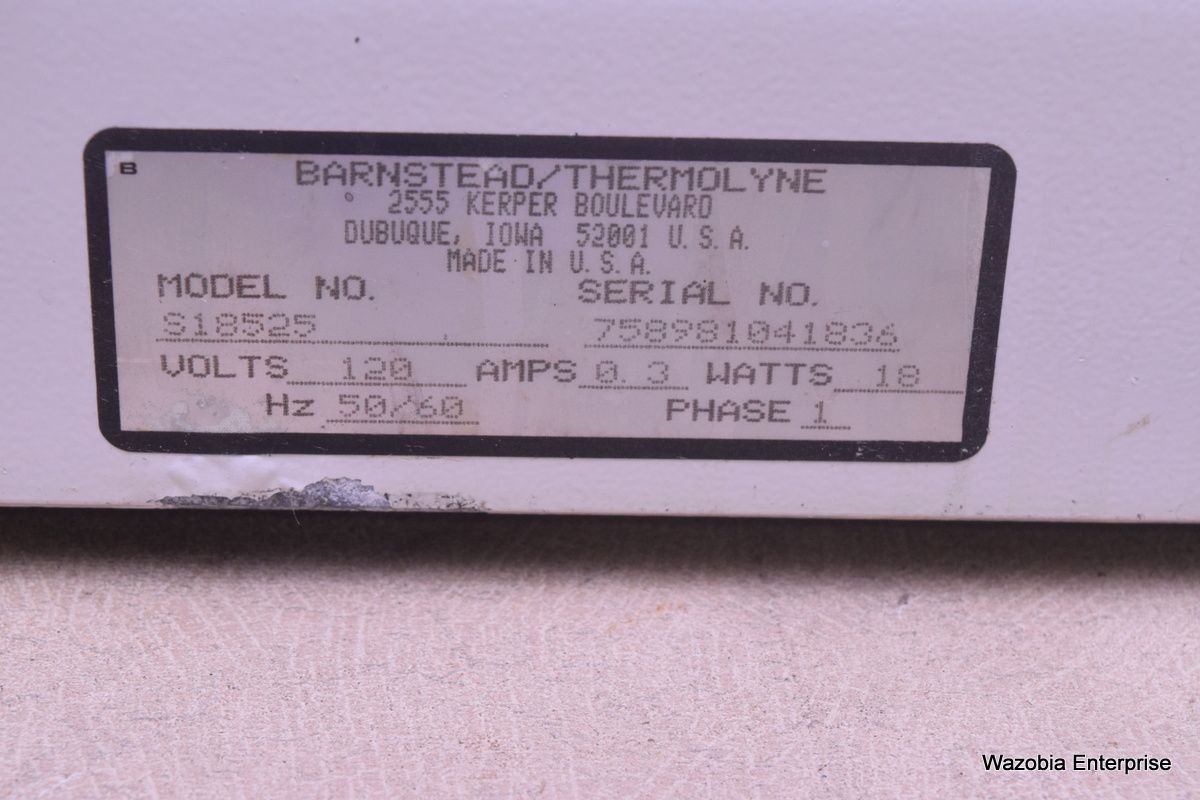 B
BARNSTEAD/THERMOLYNE
2555 KERPER BOULEVARD
DUBUQUE, IOWA 52001 U.S.A.
MADE IN U.S.A.
MODEL NO. SERIAL NO.
S18525 758981041836
VOLTS 120 AMPS 0.3 WATTS 18
Hz 50/60 PHASE 1
Wazobia Enterprise